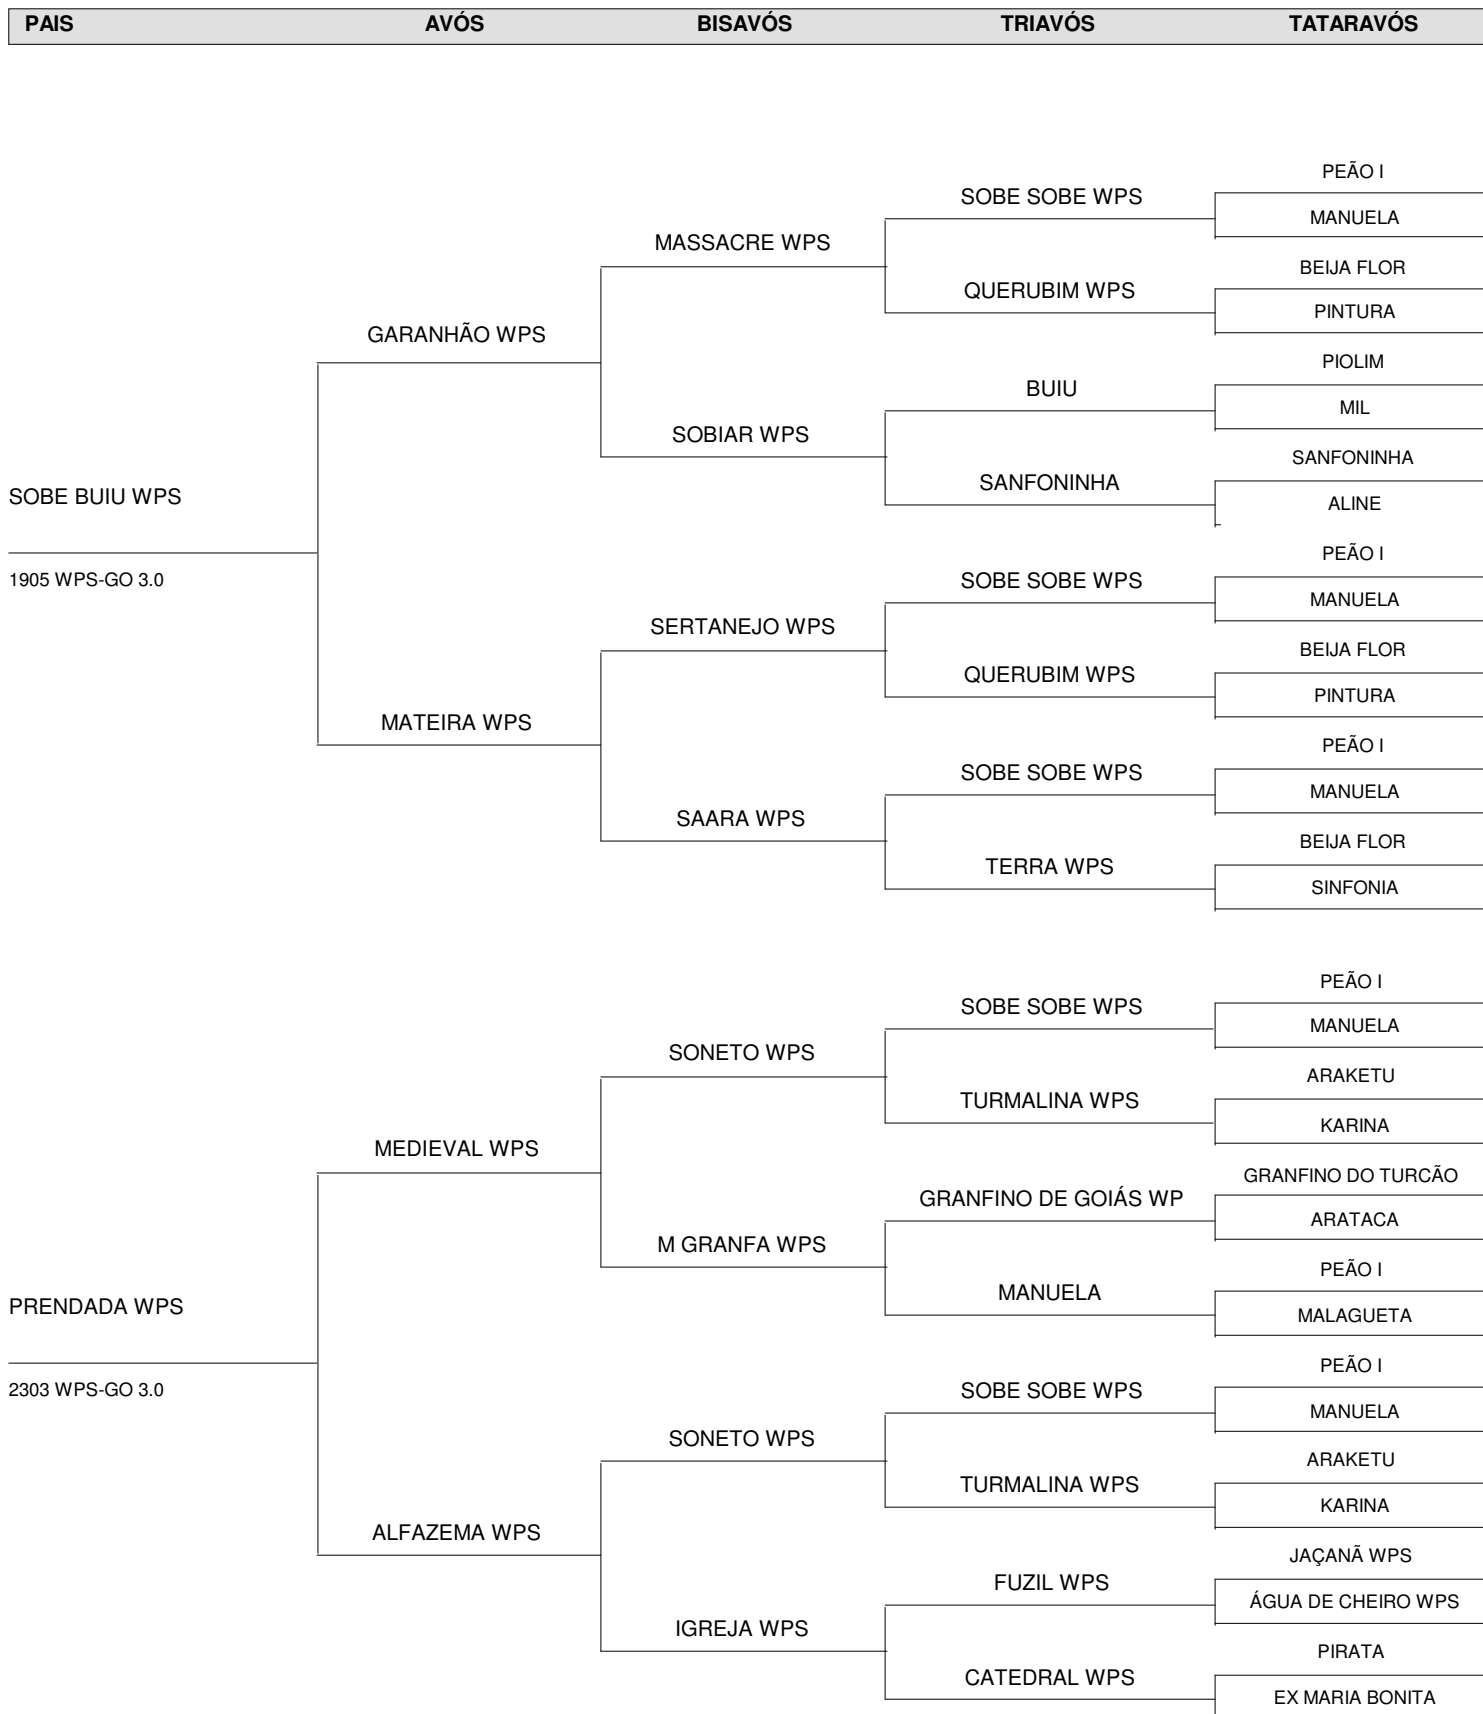 PAIS AVÓS BISAVÓS TRIAVÓS TATARAVÓS
PEÃO I
SOBE SOBE WPS
MANUELA
MASSACRE WPS
BEIJA FLOR
QUERUBIM WPS
PINTURA
GARANHÃO WPS
PIOLIM
BUIU
MIL
SOBIAR WPS
SANFONINHA
SANFONINHA
SOBE BUIU WPS
ALINE
PEÃO I
1905 WPS-GO 3.0
SOBE SOBE WPS
MANUELA
SERTANEJO WPS
BEIJA FLOR
QUERUBIM WPS
PINTURA
MATEIRA WPS
PEÃO I
SOBE SOBE WPS
MANUELA
SAARA WPS
BEIJA FLOR
TERRA WPS
SINFONIA
PEÃO I
SOBE SOBE WPS
MANUELA
SONETO WPS
ARAKETU
TURMALINA WPS
KARINA
MEDIEVAL WPS
GRANFINO DO TURCÃO
GRANFINO DE GOIÁS WP
ARATACA
M GRANFA WPS
PEÃO I
MANUELA
PRENDADA WPS
MALAGUETA
PEÃO I
2303 WPS-GO 3.0
SOBE SOBE WPS
MANUELA
SONETO WPS
ARAKETU
TURMALINA WPS
KARINA
ALFAZEMA WPS
JAÇANÃ WPS
FUZIL WPS
ÁGUA DE CHEIRO WPS
IGREJA WPS
PIRATA
CATEDRAL WPS
EX MARIA BONITA